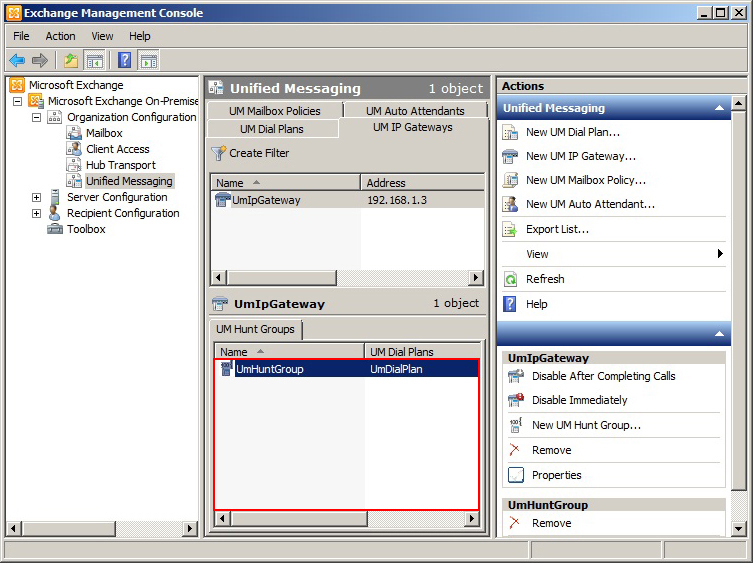 Exchange Management Console
File Action View Help
Microsoft Exchange
Microsoft Exchange On-Premise
Organization Configuration
Mailbox
Client Access
Hub Transport
Unified Messaging
Server Configuration
Recipient Configuration
Toolbox
Unified Messaging 1 object
UM Mailbox Policies UM Auto Attendants
UM Dial Plans UM IP Gateways
Create Filter
Name Address
UmIpGateway 192.168.1.3
UmIpGateway 1 object
UM Hunt Groups
Name UM Dial Plans
UmHuntGroup UmDialPlan
Actions
Unified Messaging
New UM Dial Plan...
New UM IP Gateway...
New UM Mailbox Policy...
New UM Auto Attendant...
Export List...
View
Refresh
Help
UmIpGateway
Disable After Completing Calls
Disable Immediately
New UM Hunt Group...
Remove
Properties
UmHuntGroup
Remove